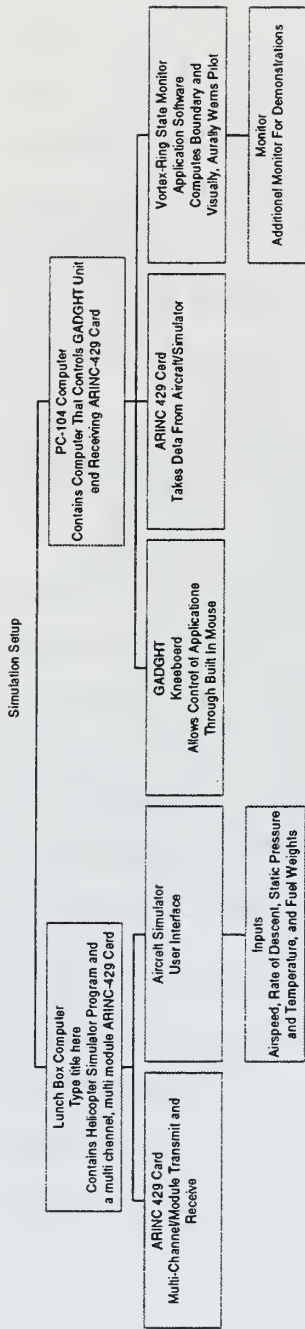 Simulation Setup
Lunch Box Computer
Type title here
Contains Helicopter Simulator Program and
a multi channel, multi module ARINC-429 Card
ARINC 429 Card
Multi-Channel/Module Transmit and
Receive
Aircraft Simulator
User Interface
Inputs
Airspeed, Rate of Descent, Static Pressure
and Temperature, and Fuel Weights
PC-104 Computer
Contains Computer That Controls GADGHT Unit
and Receiving ARINC-429 Card
GADGHT
Kneeboard
Allows Control of Applications
Through Built In Mouse
ARINC 429 Card
Takes Data From Aircraft/Simulator
Vortex-Ring State Monitor
Application Software
Computes Boundary and
Visually, Aurally Warns Pilot
Monitor
Additional Monitor For Demonstrations